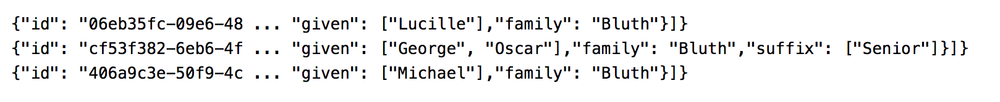 {"id": "06eb35fc-09e6-48 ... "given": ["Lucille"],"family": "Bluth"}]}
{"id": "cf53f382-6eb6-4f ... "given": ["George", "Oscar"],"family": "Bluth","suffix": ["Senior"]}]}
{"id": "406a9c3e-50f9-4c ... "given": ["Michael"],"family": "Bluth"}]}